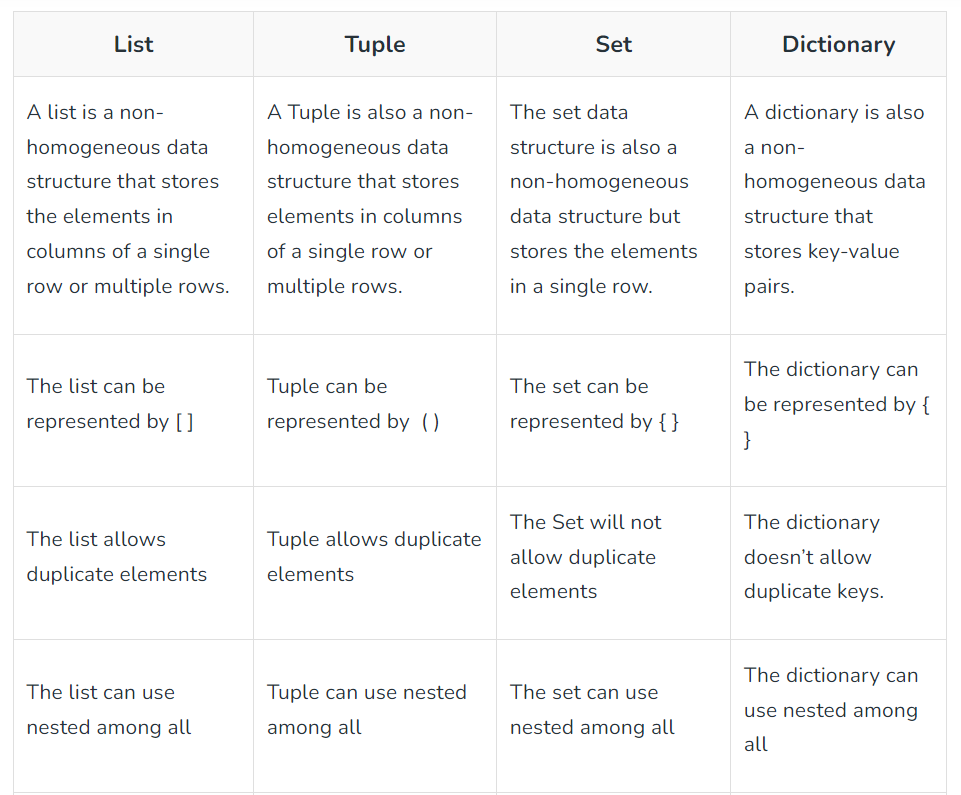 List
Tuple
Set
Dictionary
A list is a non-
homogeneous data
structure that stores
the elements in
columns of a single
row or multiple rows.
A Tuple is also a non-
homogeneous data
structure that stores
elements in columns
of a single row or
multiple rows.
The set data
structure is also a
non-homogeneous
data structure but
stores the elements
in a single row.
A dictionary is also
a non-
homogeneous data
structure that
stores key-value
pairs.
The list can be
represented by [ ]
Tuple can be
represented by  ( )
The set can be
represented by { }
The dictionary can
be represented by {
}
The list allows
duplicate elements
Tuple allows duplicate
elements
The Set will not
allow duplicate
elements
The dictionary
doesn’t allow
duplicate keys.
The list can use
nested among all
Tuple can use nested
among all
The set can use
nested among all
The dictionary can
use nested among
all